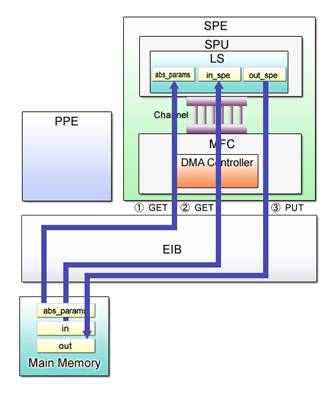 SPE
SPU
LS
abs_params in_spe out_spe
Channel
PPE
MFC
DMA Controller
① GET ② GET ③ PUT
EIB
abs_params
in
out
Main Memory